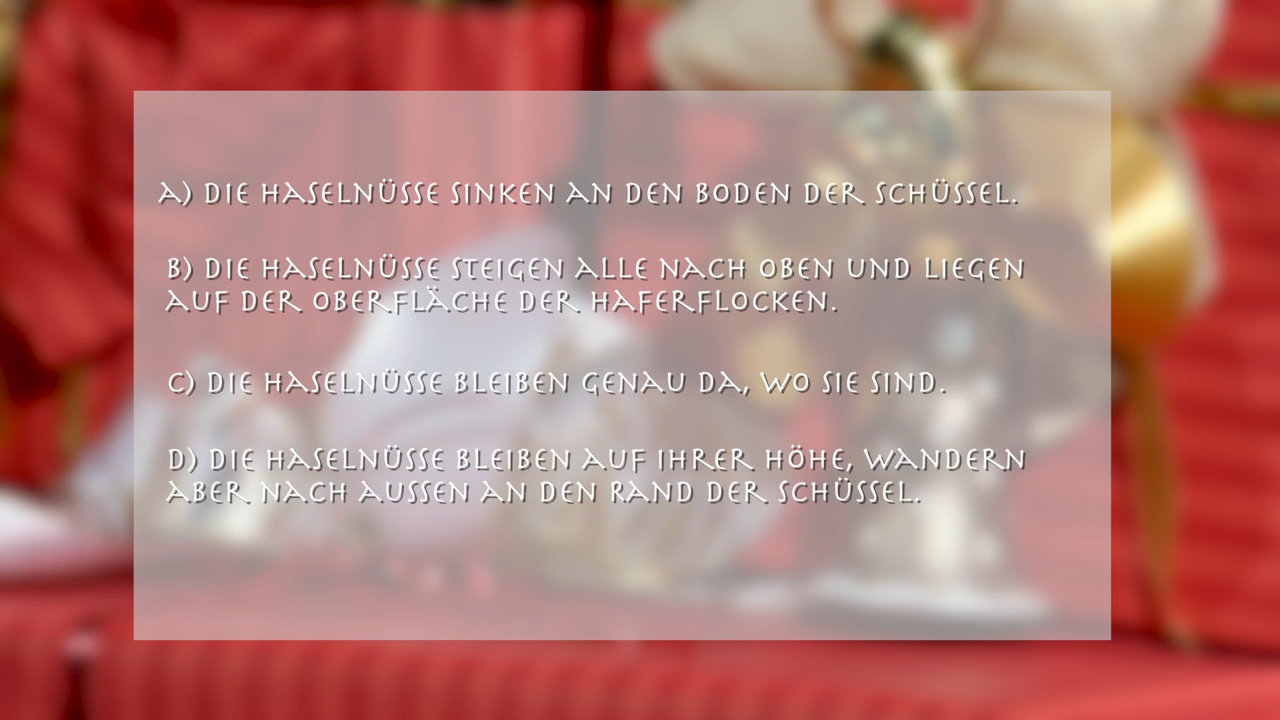 a) Die Haselnüsse sinken an den Boden der Schüssel.
b) Die Haselnüsse steigen alle nach oben und liegen
auf der Oberfläche der Haferflocken.
c) Die Haselnüsse bleiben genau da, wo sie sind.
d) Die Haselnüsse bleiben auf ihrer Höhe, wandern
aber nach aussen an den Rand der Schüssel.